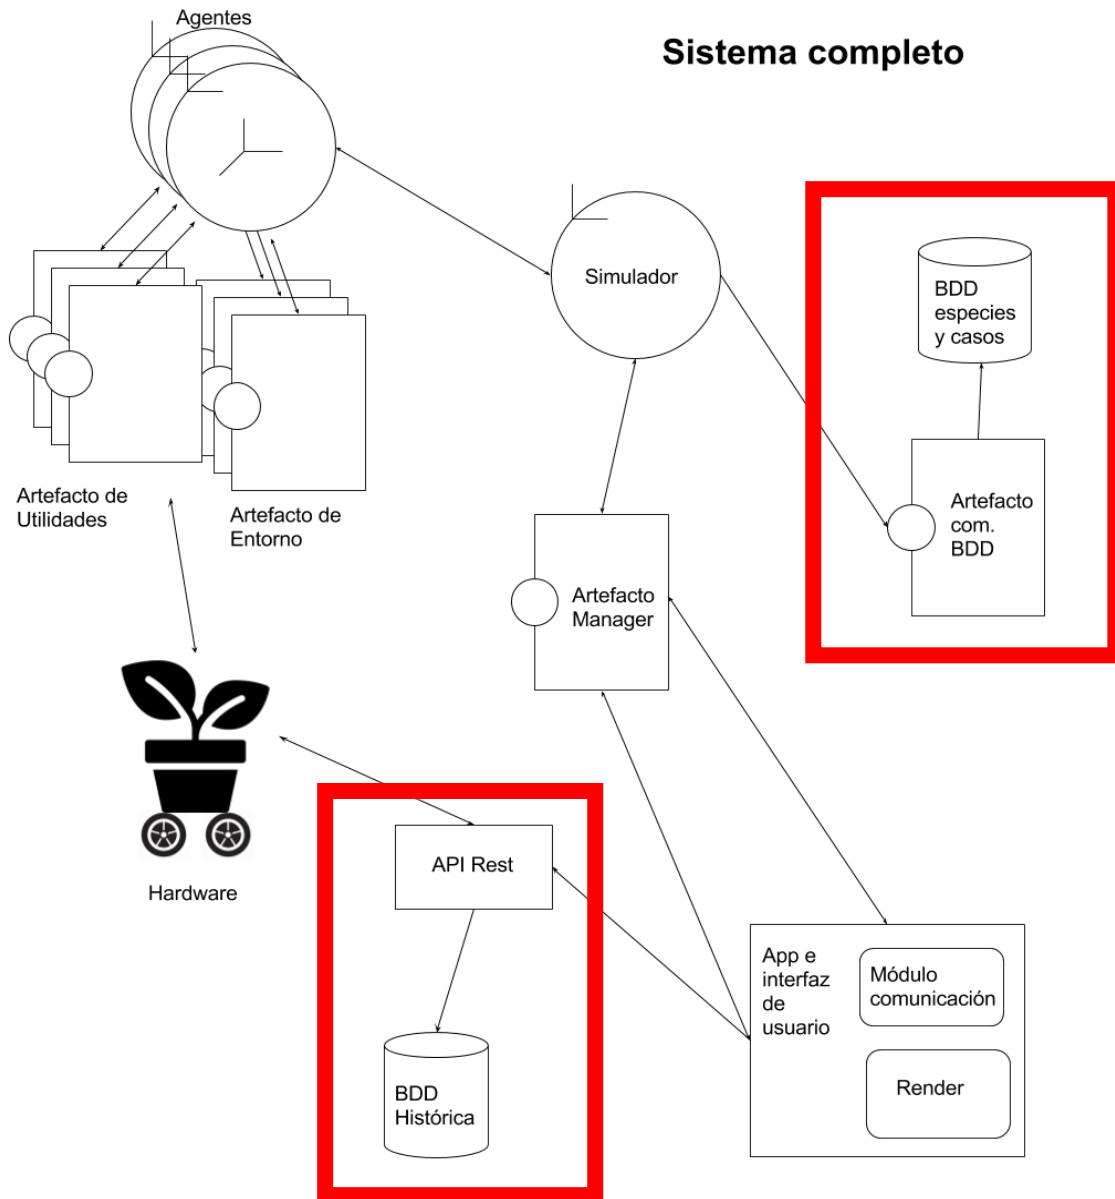 Agentes
Sistema completo
Simulador
BDD
especies
y casos
Artefacto de
Utilidades
Artefacto de
Entorno
Artefacto
com.
BDD
Artefacto
Manager
Hardware
API Rest
App e
interfaz
de
usuario
Módulo
comunicación
Render
BDD
Histórica